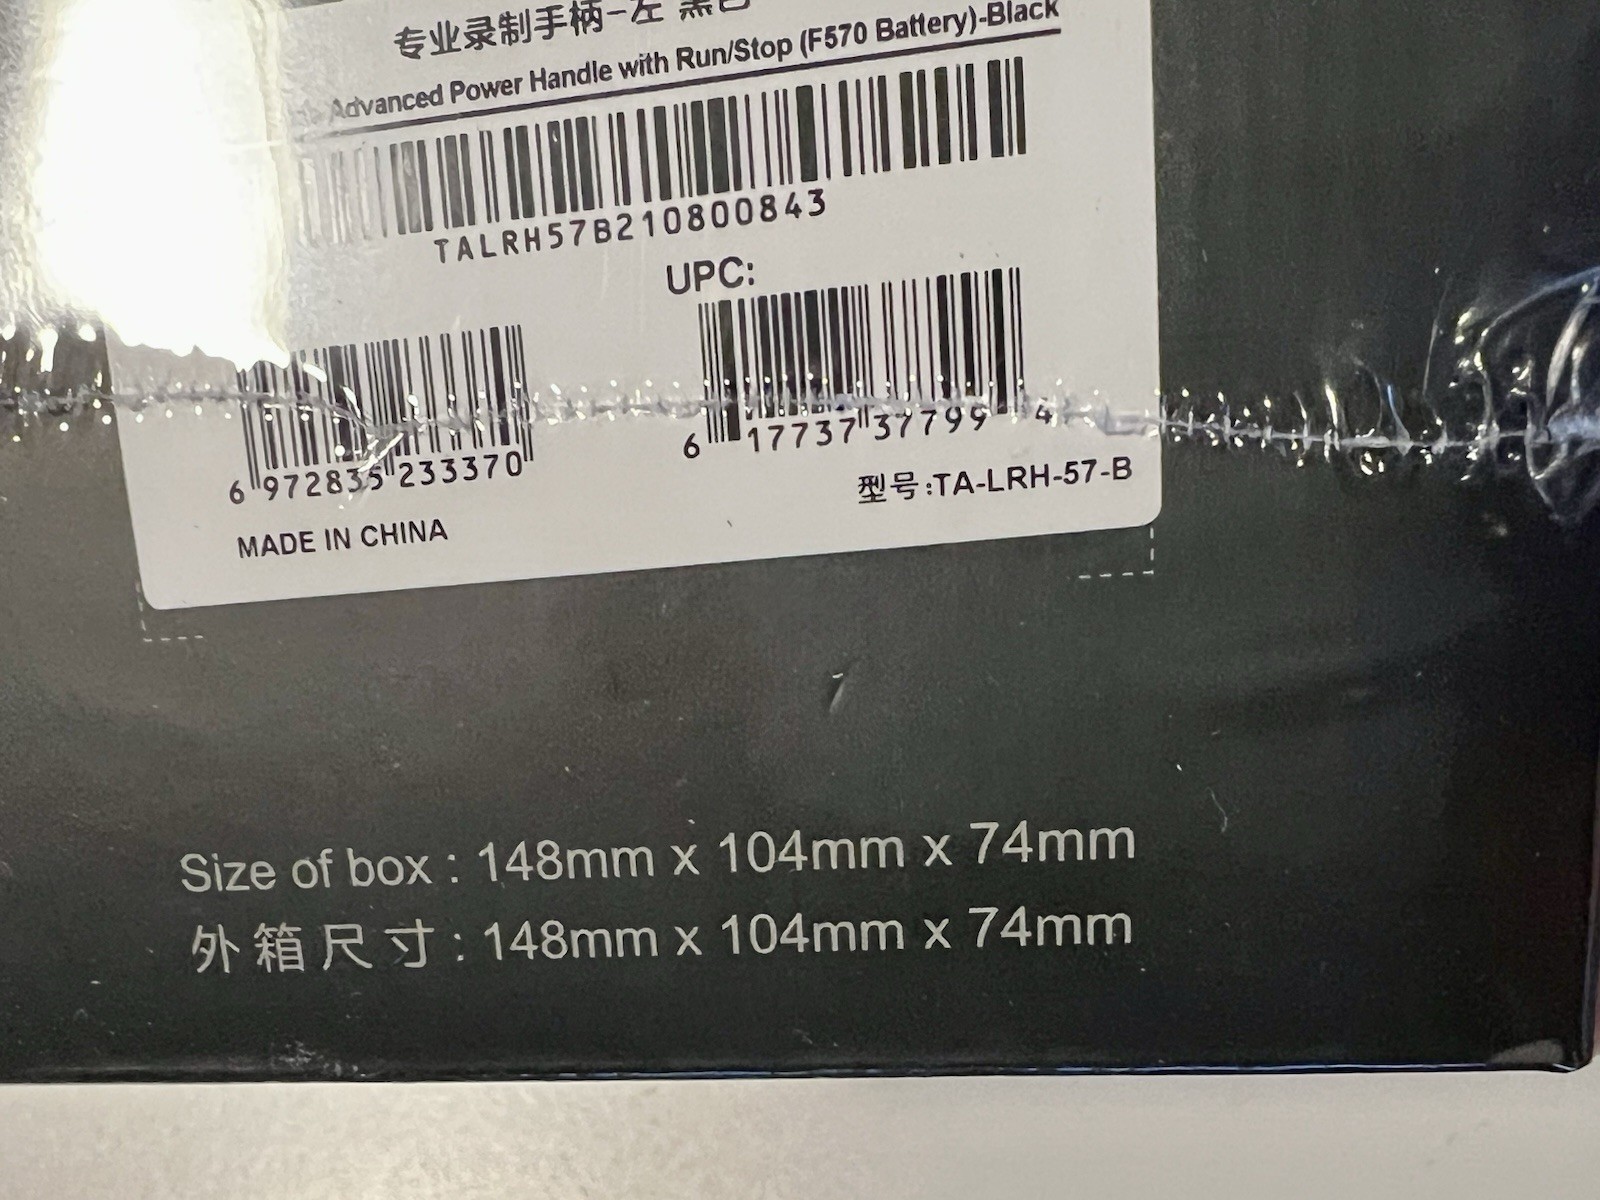 专业录制手柄-左 黑色
Advanced Power Handle with Run/Stop (F570 Battery)-Black
TALRH57B210800843
UPC:
6 972835 233370
6 17737 37799 4
型号:TA-LRH-57-B
MADE IN CHINA
Size of box : 148mm x 104mm x 74mm
外箱尺寸 : 148mm x 104mm x 74mm